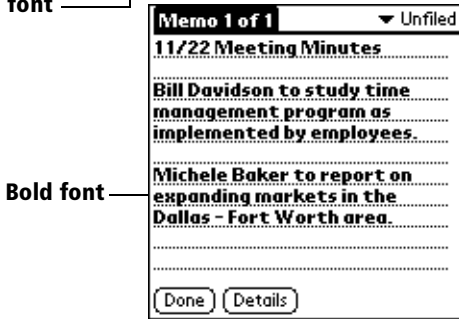 font
Memo 1 of 1 Unfiled
11/22 Meeting Minutes
Bill Davidson to study time
management program as
implemented by employees.
Michele Baker to report on
Bold font
expanding markets in the
Dallas - Fort Worth area.
Done Details